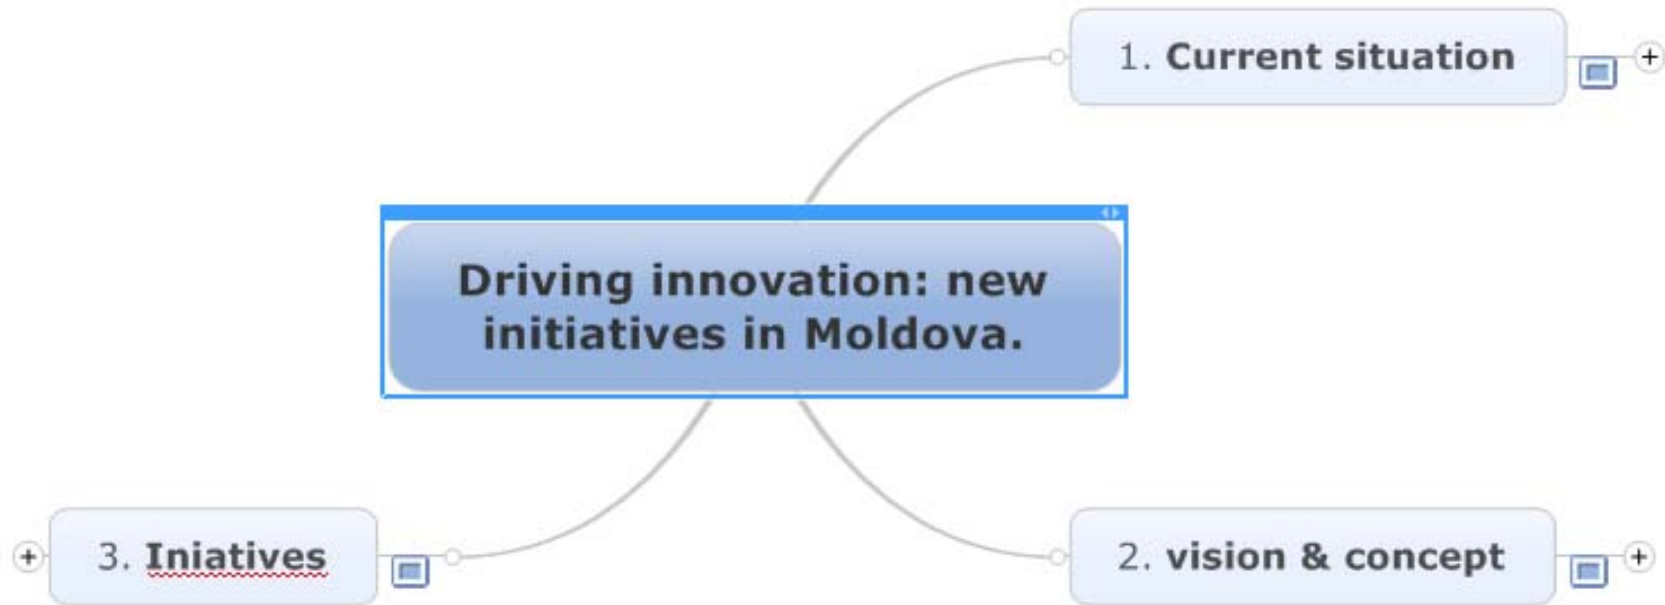 1. Current situation
Driving innovation: new
initiatives in Moldova.
3. Iniatives
2. vision & concept